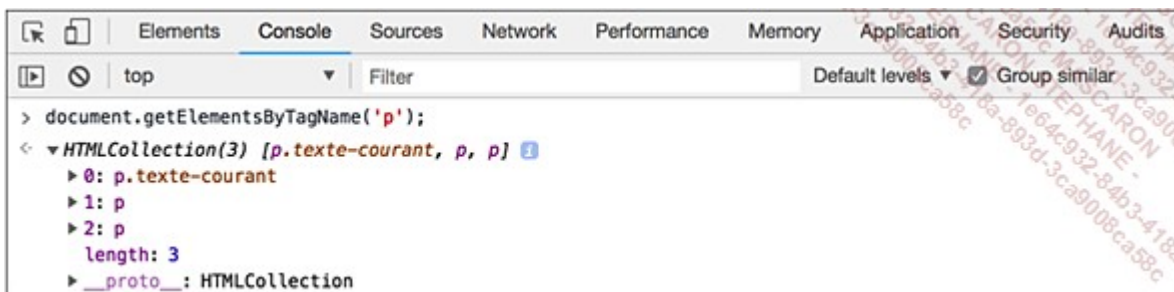 Elements Console Sources Network Performance Memory Application Security Audits
top ▼ Filter Default levels ▼ Group similar
> document.getElementsByTagName('p');
< ▼ HTMLCollection(3) [p.texte-courant, p, p] i
▶ 0: p.texte-courant
▶ 1: p
▶ 2: p
length: 3
▶ __proto__: HTMLCollection